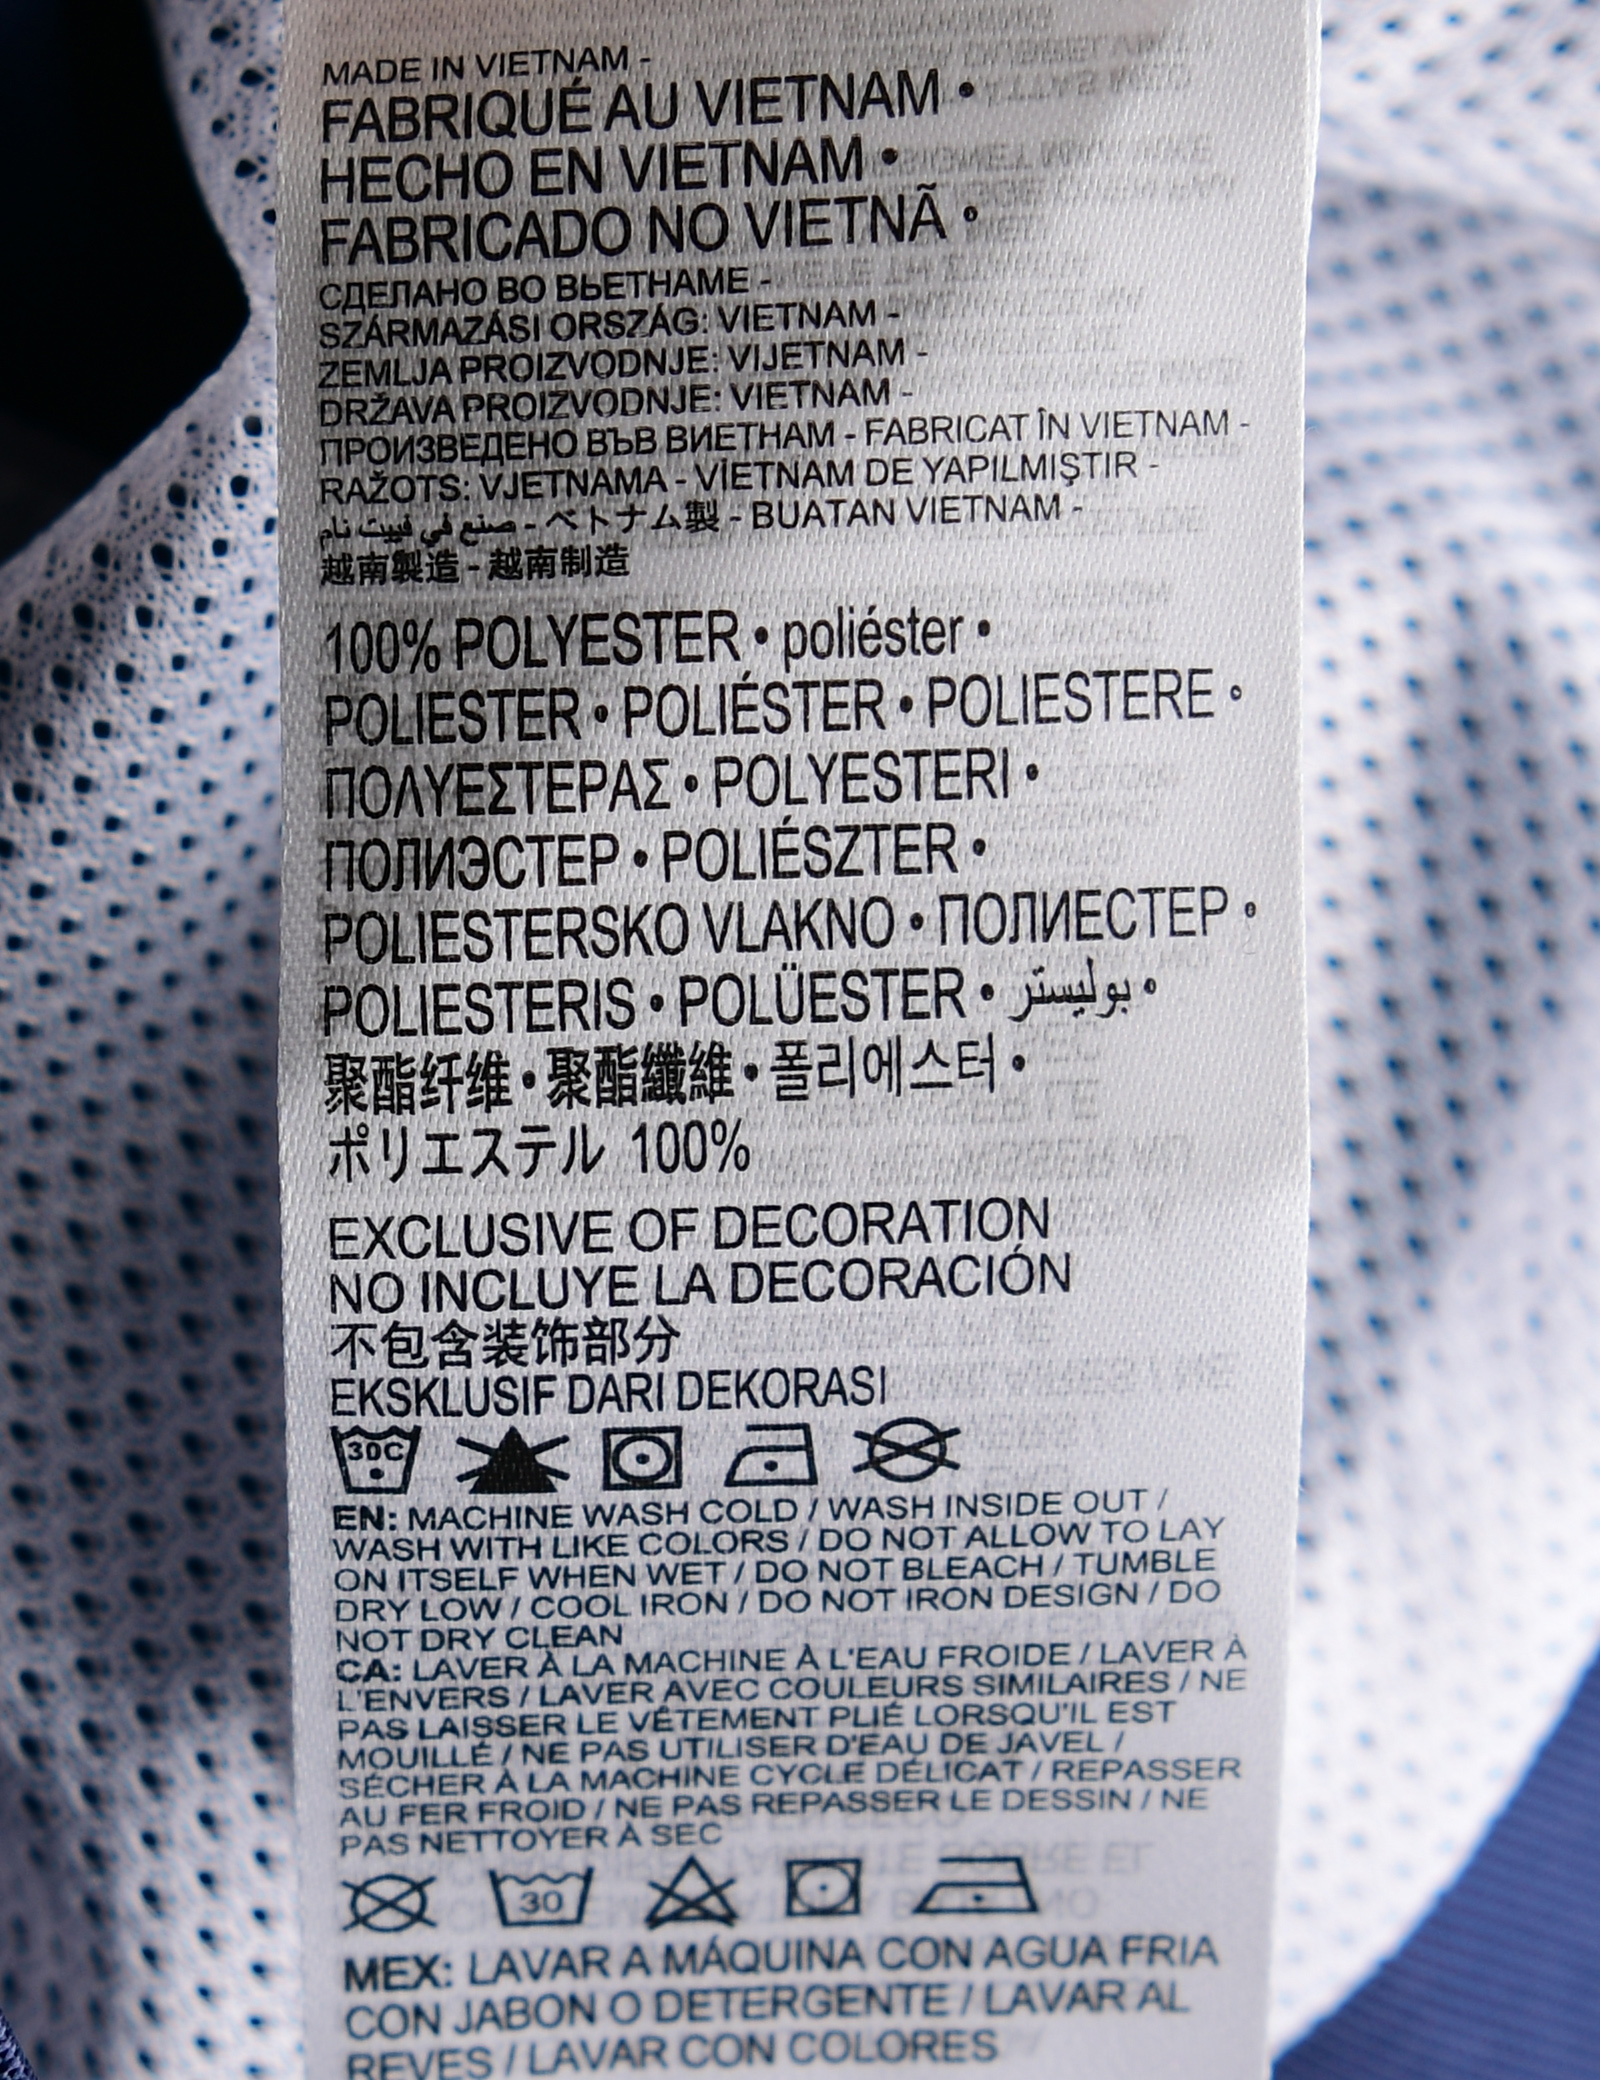 MADE IN VIETNAM -
FABRIQUÉ AU VIETNAM •
HECHO EN VIETNAM •
FABRICADO NO VIETNÃ •
СДЕЛАНО ВО ВЬЕТНАМЕ -
SZÁRMAZÁSI ORSZÁG: VIETNAM -
ZEMLJA PROIZVODNJE: VIJETNAM -
DRŽAVA PROIZVODNJE: VIETNAM -
ПРОИЗВЕДЕНО ВЪВ ВИЕТНАМ - FABRICAT ÎN VIETNAM -
RAŽOTS: VJETNAMA - VİETNAM DE YAPILMIŞTIR -
صنع في فييت نام - ベトナム製 - BUATAN VIETNAM -
越南製造 - 越南制造
100% POLYESTER • poliéster •
POLIESTER • POLIÉSTER • POLIESTERE •
ΠΟΛΥΕΣΤΕΡΑΣ • POLYESTERI •
ПОЛИЭСТЕР • POLIÉSZTER •
POLIESTERSKO VLAKNO • ПОЛИЕСТЕР •
POLIESTERIS • POLÜESTER • بوليستر •
聚酯纤维 • 聚酯纖維 • 폴리에스터 •
ポリエステル 100%
EXCLUSIVE OF DECORATION
NO INCLUYE LA DECORACIÓN
不包含装饰部分
EKSKLUSIF DARI DEKORASI
30C
EN: MACHINE WASH COLD / WASH INSIDE OUT /
WASH WITH LIKE COLORS / DO NOT ALLOW TO LAY
ON ITSELF WHEN WET / DO NOT BLEACH / TUMBLE
DRY LOW / COOL IRON / DO NOT IRON DESIGN / DO
NOT DRY CLEAN
CA: LAVER À LA MACHINE À L'EAU FROIDE / LAVER À
L'ENVERS / LAVER AVEC COULEURS SIMILAIRES / NE
PAS LAISSER LE VÊTEMENT PLIÉ LORSQU'IL EST
MOUILLÉ / NE PAS UTILISER D'EAU DE JAVEL /
SÉCHER À LA MACHINE CYCLE DÉLICAT / REPASSER
AU FER FROID / NE PAS REPASSER LE DESSIN / NE
PAS NETTOYER À SEC
30
MEX: LAVAR A MÁQUINA CON AGUA FRIA
CON JABON O DETERGENTE / LAVAR AL
REVES / LAVAR CON COLORES